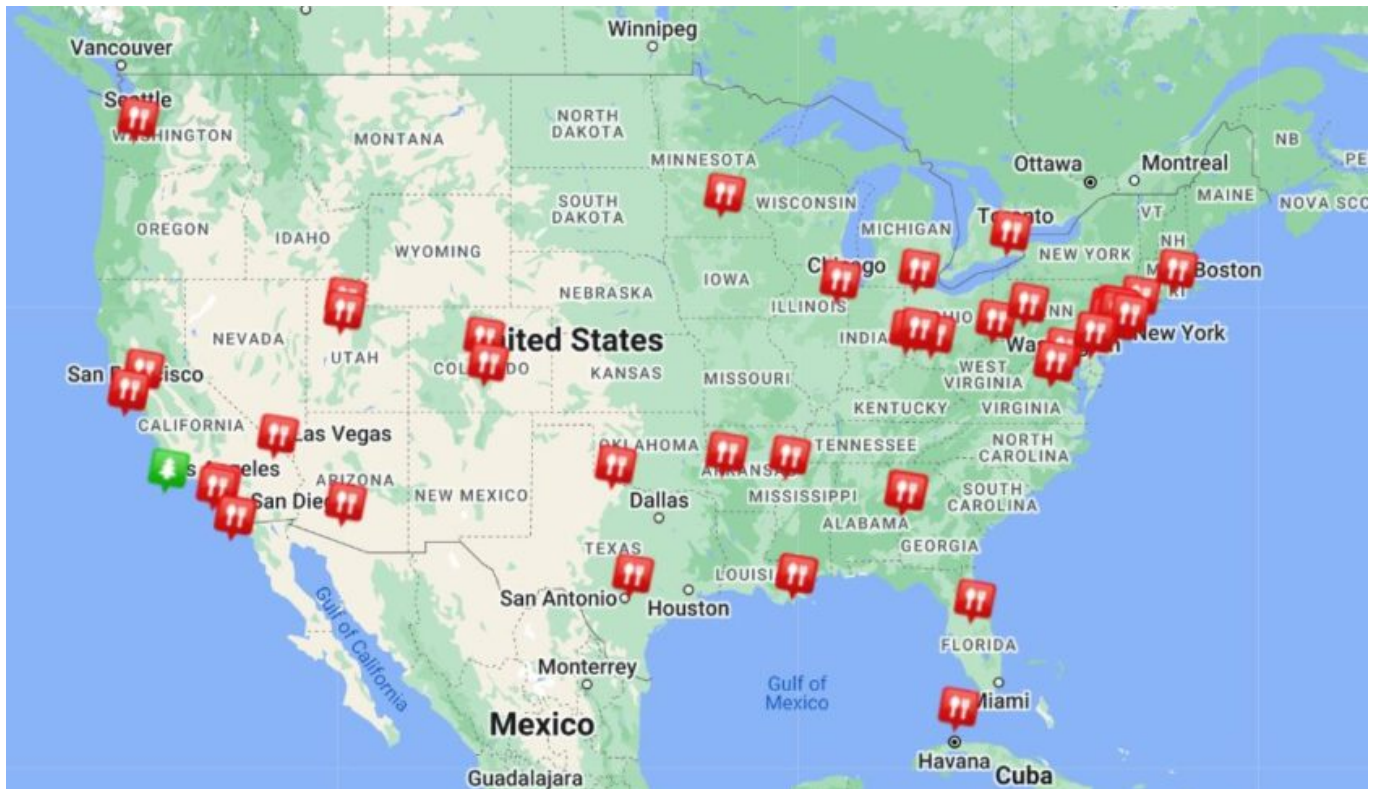 Winnipeg
Vancouver
Seattle
WASHINGTON
MONTANA
NORTH
DAKOTA
MINNESOTA
Ottawa
Montreal
NB
MAINE
NOVA SCO
VT
NH
SOUTH
DAKOTA
WISCONSIN
MICHIGAN
Toronto
OREGON
IDAHO
WYOMING
NEW YORK
Chicago
Boston
RI
IOWA
NEBRASKA
ILLINOIS
NEVADA
UTAH
United States
INDIA
New York
Washington
San Francisco
COLORADO
KANSAS
MISSOURI
WEST
VIRGINIA
KENTUCKY
VIRGINIA
CALIFORNIA
Las Vegas
OKLAHOMA
TENNESSEE
NORTH
CAROLINA
Los Angeles
ARIZONA
NEW MEXICO
ARKANSAS
San Diego
Dallas
MISSISSIPPI
SOUTH
CAROLINA
ALABAMA
GEORGIA
TEXAS
LOUISI
San Antonio
Houston
Gulf of California
FLORIDA
Monterrey
Gulf of
Mexico
Miami
Mexico
Havana
Cuba
Guadalajara